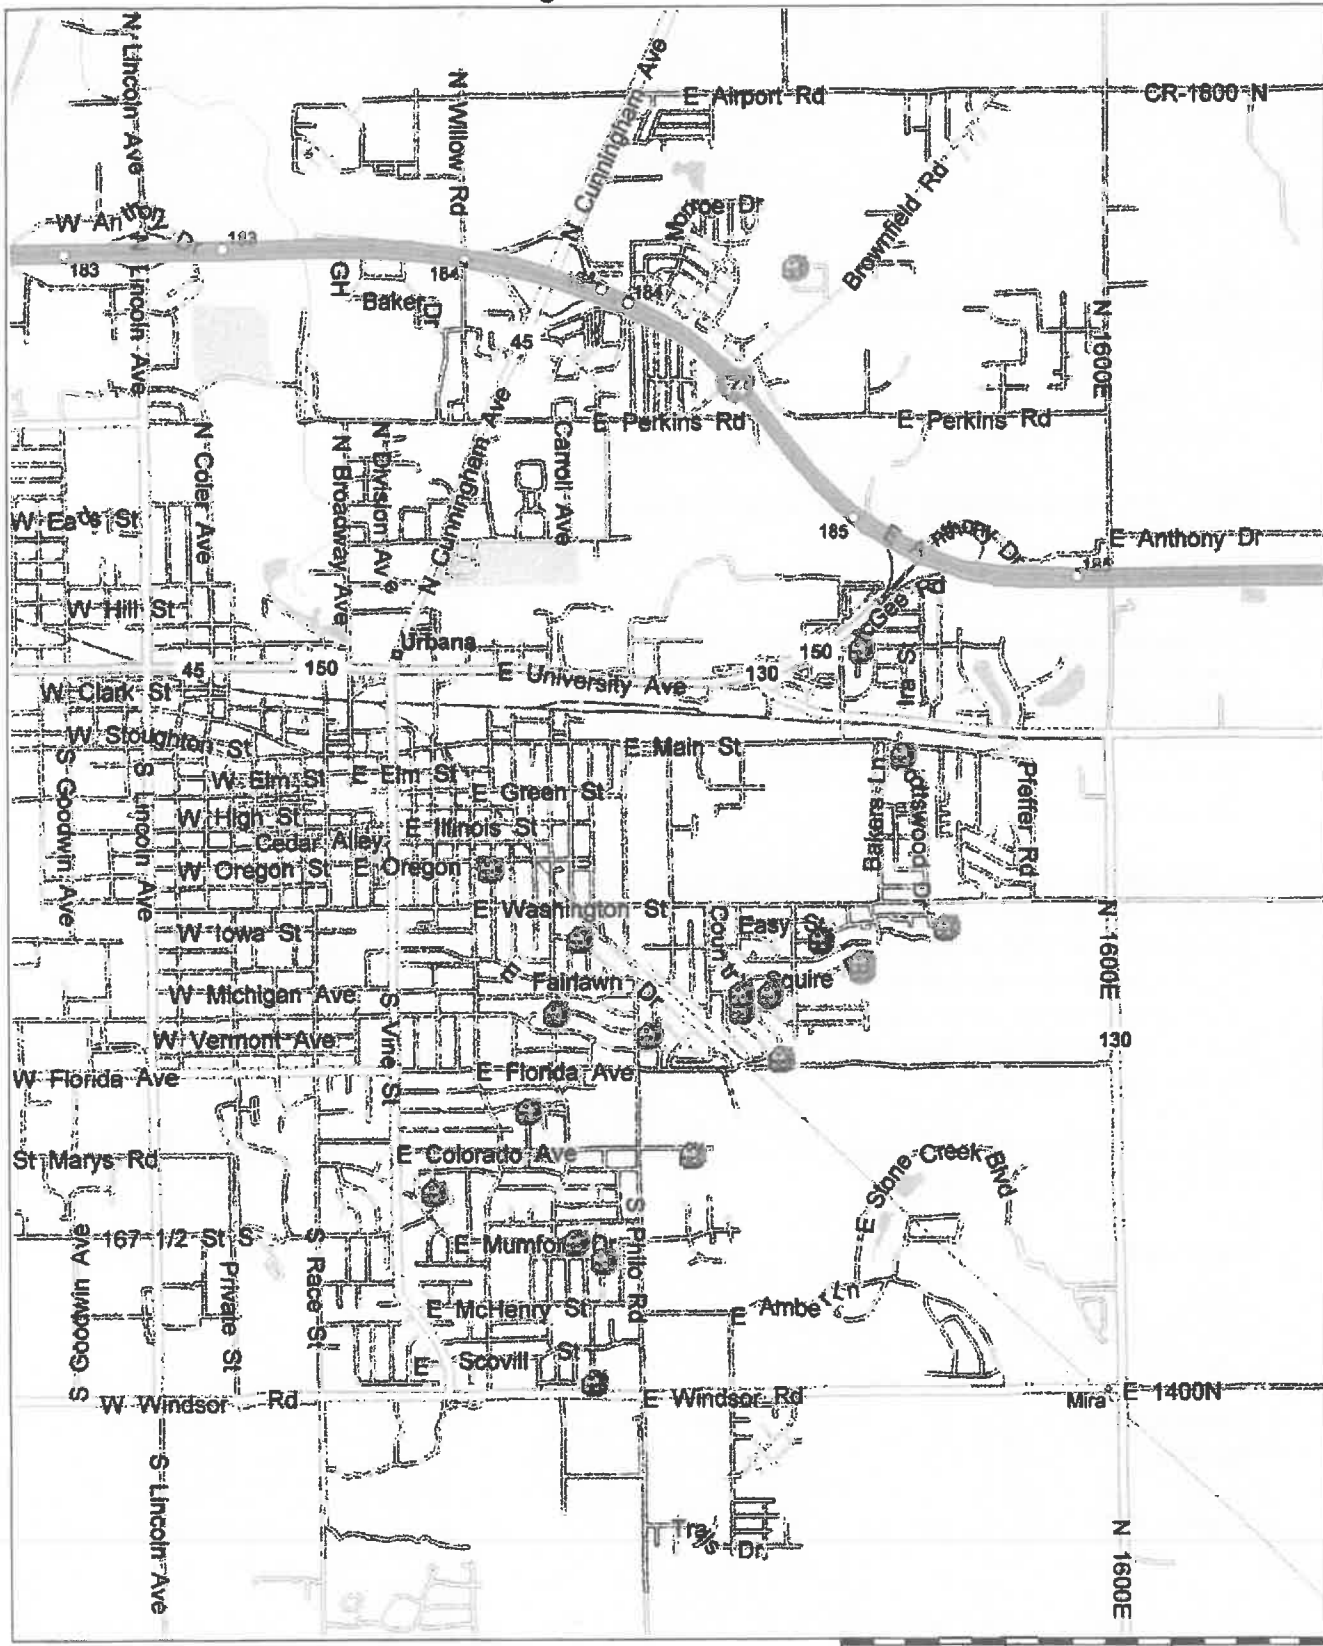 N Lincoln Ave
N Willow Rd
N Cunningham Ave
E Airport Rd
CR-1800 N
W An
thony
Dr
N Lincoln Ave
183
183
184
184
GH
Baker
Dr
45
Monroe Dr
Brownfield Rd
N 1600E
E Perkins Rd
E Perkins Rd
N Coler Ave
N Broadway Ave
N Division Ave
N Cunningham Ave
Carroll Ave
W Eads St
185
E Anthony Dr
E Anthony Dr
W Hill St
Urbana
45
150
E University Ave
130
150
Ira St
W Clark St
W Stoughton St
E Main St
S Goodwin Ave
S Lincoln Ave
W Elm St
E Elm St
E Green St
W High St
E Illinois St
Cedar Alley
W Oregon St
E Oregon
Bakers Ln
Pfeffer Rd
E Washington St
W Iowa St
Easy St
N 1600E
E
Fairlawn
Dr
Squire
W Michigan Ave
S Vine St
W Vermont Ave
130
W Florida Ave
E Florida Ave
E Colorado Ave
St Marys Rd
E Stone Creek Blvd
S Goodwin Ave
167 1/2 St S
Private St
S Race St
E Mumford Dr
S Philo Rd
E McHenry St
E Amber Ln
E Scovill St
W Windsor Rd
E Windsor Rd
Mira
E 1400N
S Lincoln Ave
Trails
Dr
N 1600E